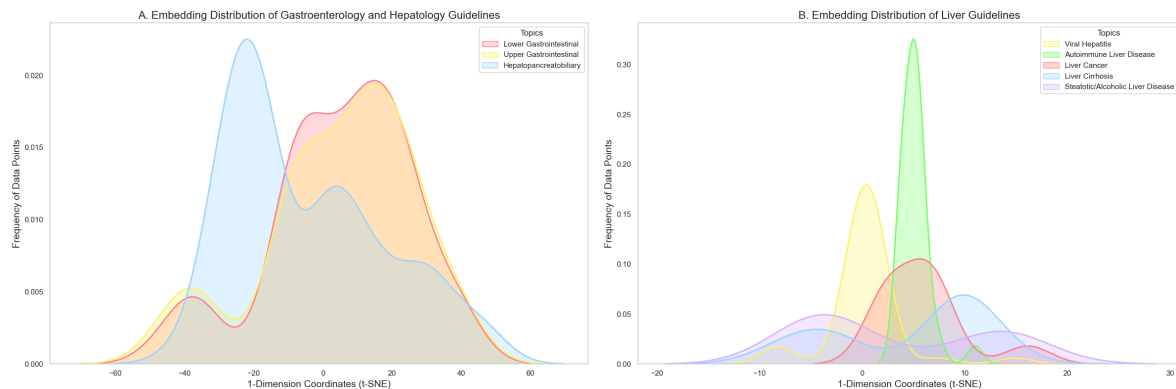 A. Embedding Distribution of Gastroenterology and Hepatology Guidelines
Topics
Lower Gastrointestinal
Upper Gastrointestinal
Hepatopancreatobiliary
Frequency of Data Points
0.020
0.015
0.010
0.005
0.000
-60 -40 -20 0 20 40 60
1-Dimension Coordinates (t-SNE)
B. Embedding Distribution of Liver Guidelines
Topics
Viral Hepatitis
Autoimmune Liver Disease
Liver Cancer
Liver Cirrhosis
Steatotic/Alcoholic Liver Disease
Frequency of Data Points
0.30
0.25
0.20
0.15
0.10
0.05
0.00
−20 −10 0 10 20 30
1-Dimension Coordinates (t-SNE)